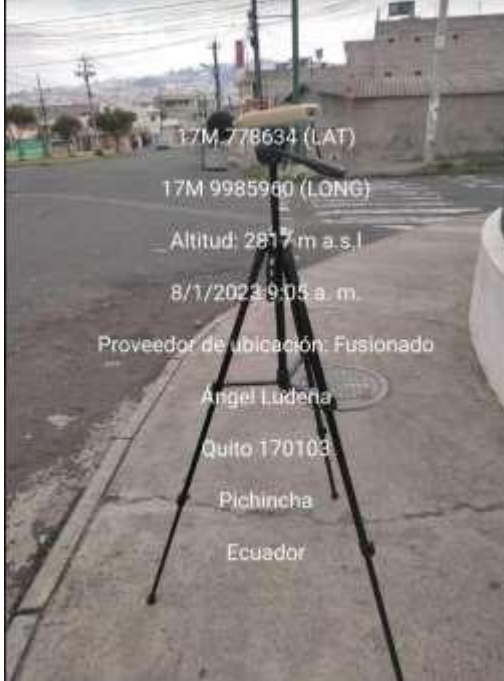 17M 778634 (LAT)
17M 9985960 (LONG)
Altitud: 2817 m a.s.l
8/1/2023 9:05 a. m.
Proveedor de ubicación: Fusionado
Ángel Ludeña
Quito 170103
Pichincha
Ecuador